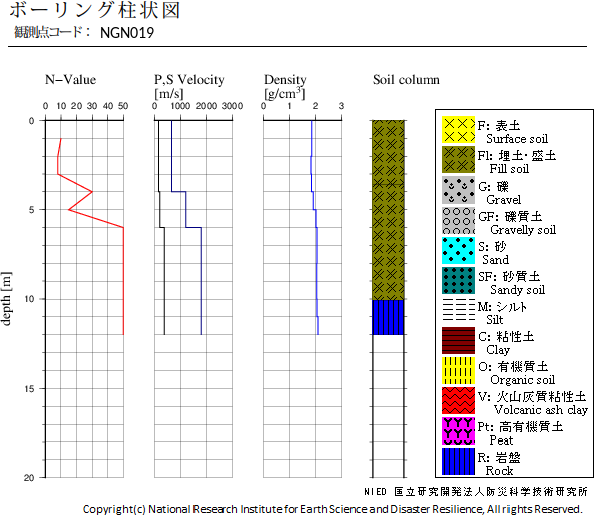 ボーリング柱状図
観測点コード： NGN019
N−Value
P,S Velocity
[m/s]
Density
[g/cm3]
Soil column
0 10 20 30 40 50
0 1000 2000 3000
0 1 2 3
0
5
10
15
20
depth [m]
F: 表土
Surface soil
Fl: 埋土・盛土
Fill soil
G: 礫
Gravel
GF: 礫質土
Gravelly soil
S: 砂
Sand
SF: 砂質土
Sandy soil
M: シルト
Silt
C: 粘性土
Clay
O: 有機質土
Organic soil
V: 火山灰質粘性土
Volcanic ash clay
Pt: 高有機質土
Peat
R: 岩盤
Rock
NIED 国立研究開発法人防災科学技術研究所
Copyright(c) National Research Institute for Earth Science and Disaster Resilience, All rights Reserved.